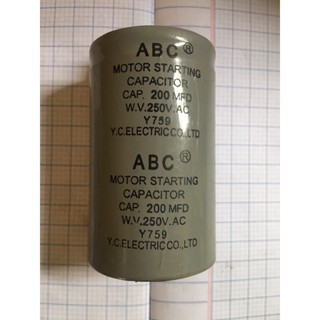 ABC®
MOTOR STARTING
CAPACITOR
CAP. 200 MFD
W.V.250V.AC
Y759
Y.C.ELECTRIC CO.,LTD
ABC®
MOTOR STARTING
CAPACITOR
CAP. 200 MFD
W.V.250V.AC
Y759
Y.C.ELECTRIC CO.,LTD